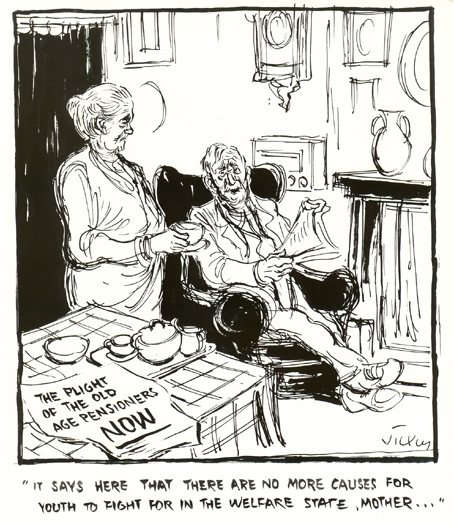 THE PLIGHT
OF THE OLD
AGE PENSIONERS
NOW
Vicky
"IT SAYS HERE THAT THERE ARE NO MORE CAUSES FOR
YOUTH TO FIGHT FOR IN THE WELFARE STATE, MOTHER..."